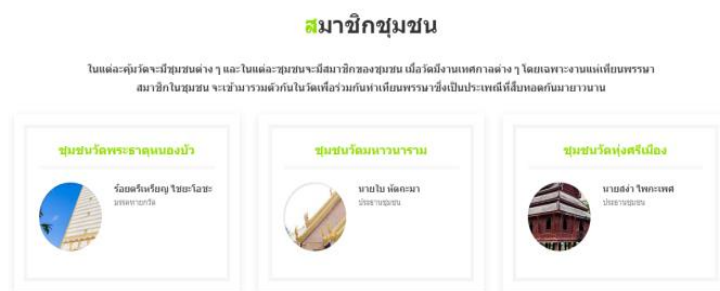 สมาชิกชุมชน
ในแต่ละคุ้มวัดจะมีชุมชนต่าง ๆ และในแต่ละชุมชนจะมีสมาชิกของชุมชน เมื่อวัดมีงานเทศกาลต่าง ๆ โดยเฉพาะงานแห่เทียนพรรษา
สมาชิกในชุมชน จะเข้ามารวมตัวกันในวัดเพื่อร่วมกันทำเทียนพรรษาซึ่งเป็นประเพณีที่สืบทอดกันมายาวนาน
ชุมชนวัดพระธาตุหนองบัว
ร้อยตรีเหรียญ ไชยะโอชะ
มรรคทายกวัด
ชุมชนวัดมหาวนาราม
นายใบ หัดคะมา
ประธานชุมชน
ชุมชนวัดทุ่งศรีเมือง
นายสง่า ไพกะเพศ
ประธานชุมชน